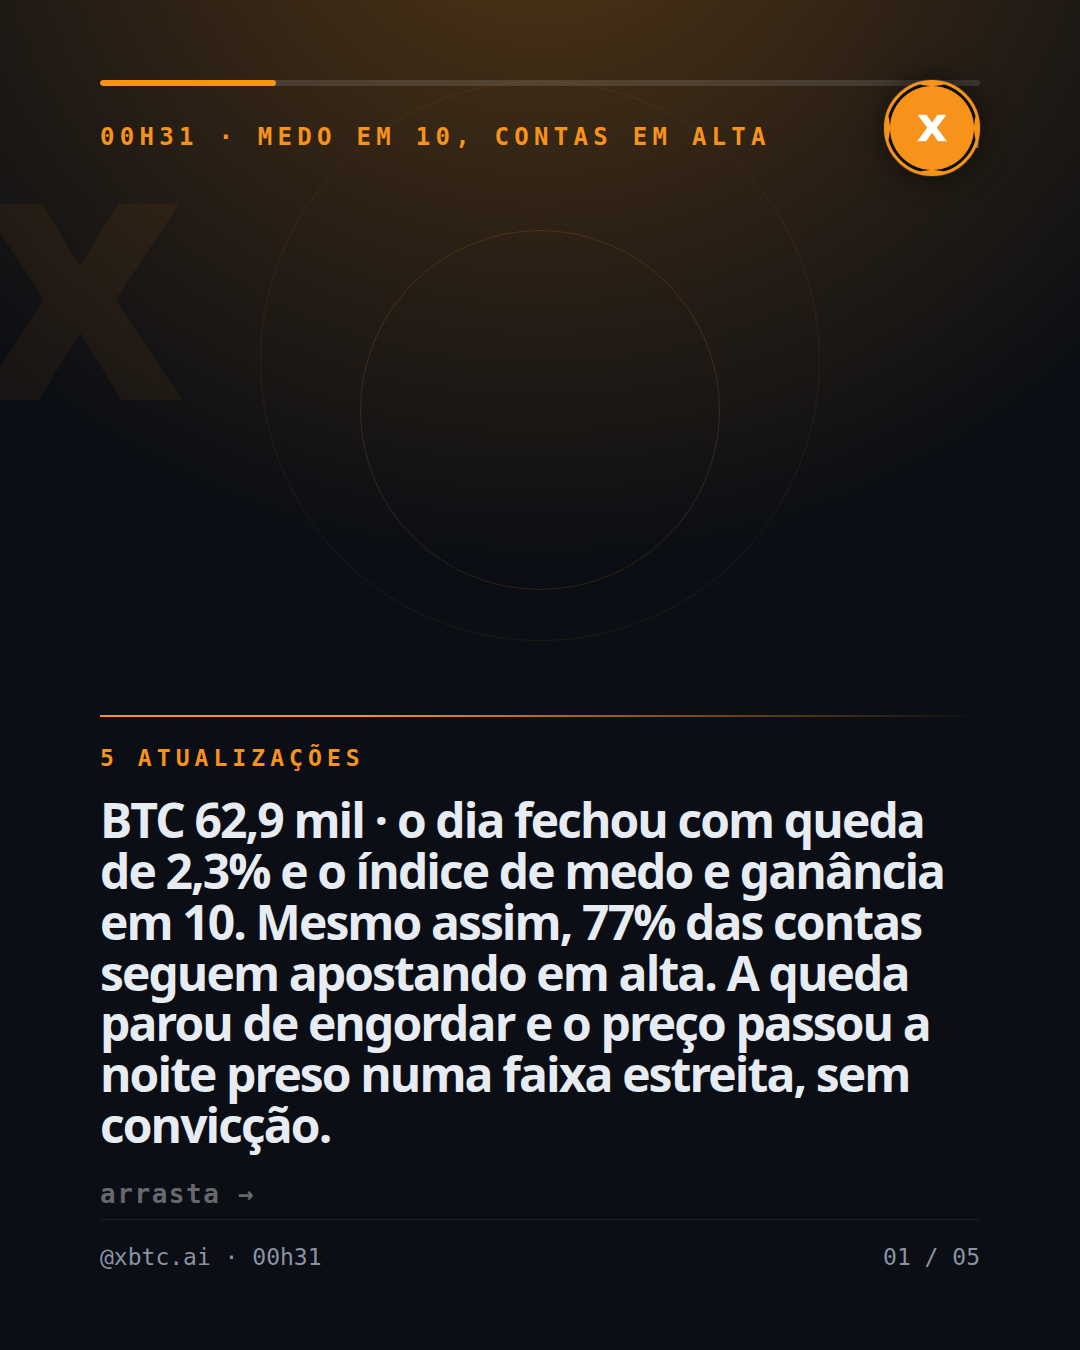 00H31 · MEDO EM 10, CONTAS EM ALTA
x
x
5 ATUALIZAÇÕES
BTC 62,9 mil · o dia fechou com queda
de 2,3% e o índice de medo e ganância
em 10. Mesmo assim, 77% das contas
seguem apostando em alta. A queda
parou de engordar e o preço passou a
noite preso numa faixa estreita, sem
convicção.
arrasta →
@xbtc.ai · 00h31
01 / 05